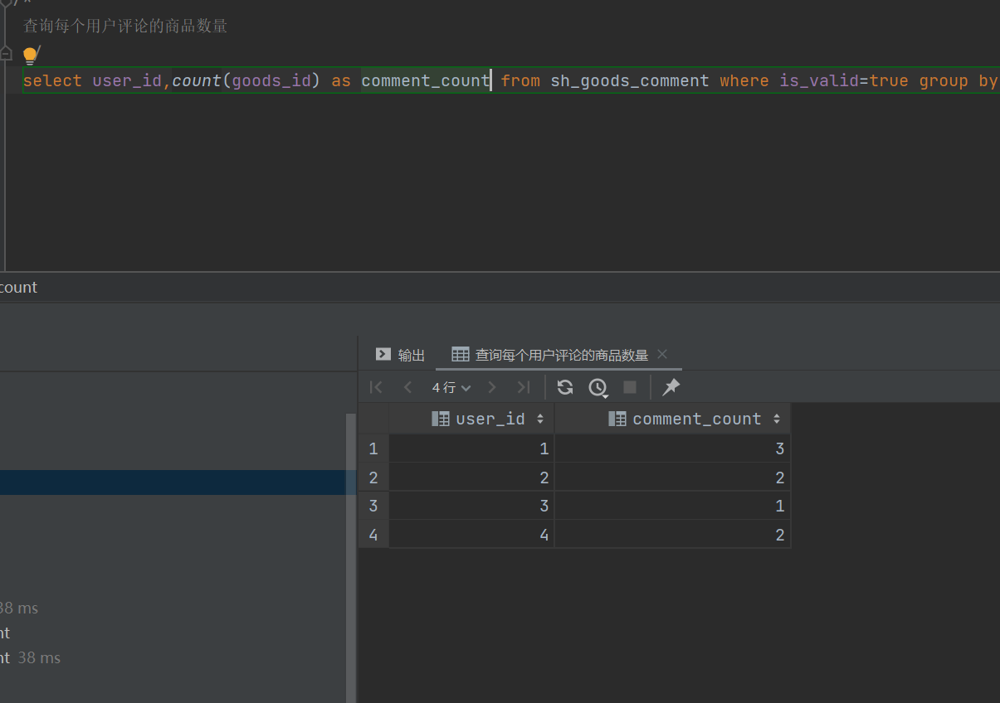 查询每个用户评论的商品数量
select user_id,count(goods_id) as comment_count from sh_goods_comment where is_valid=true group by
count
输出 查询每个用户评论的商品数量
4 行
user_id comment_count
1 1 3
2 2 2
3 3 1
4 4 2
38 ms
nt
nt 38 ms